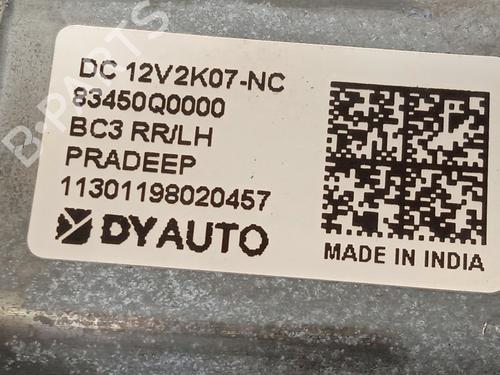 DC 12V2K07-NC
83450Q0000
BC3 RR/LH
PRADEEP
11301198020457
DYAUTO
MADE IN INDIA
B-PARTS